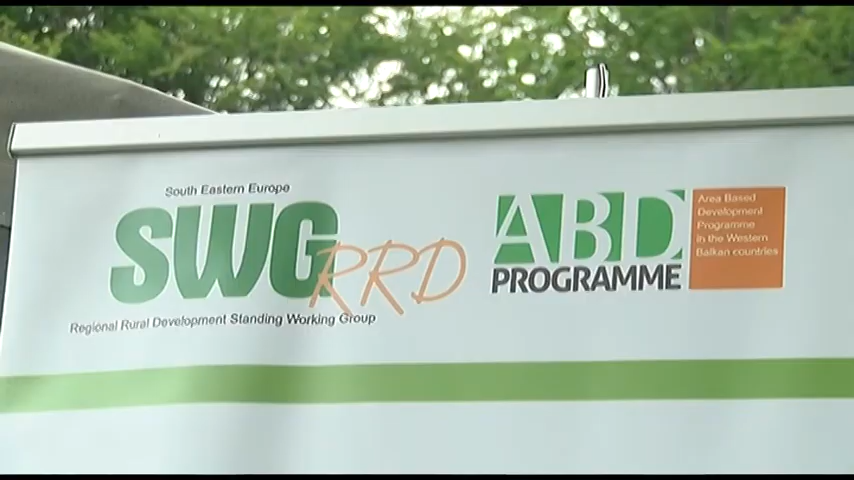 South Eastern Europe
SWG
RRD
Regional Rural Development Standing Working Group
ABD
PROGRAMME
Area Based
Development
Programme
in the Western
Balkan countries